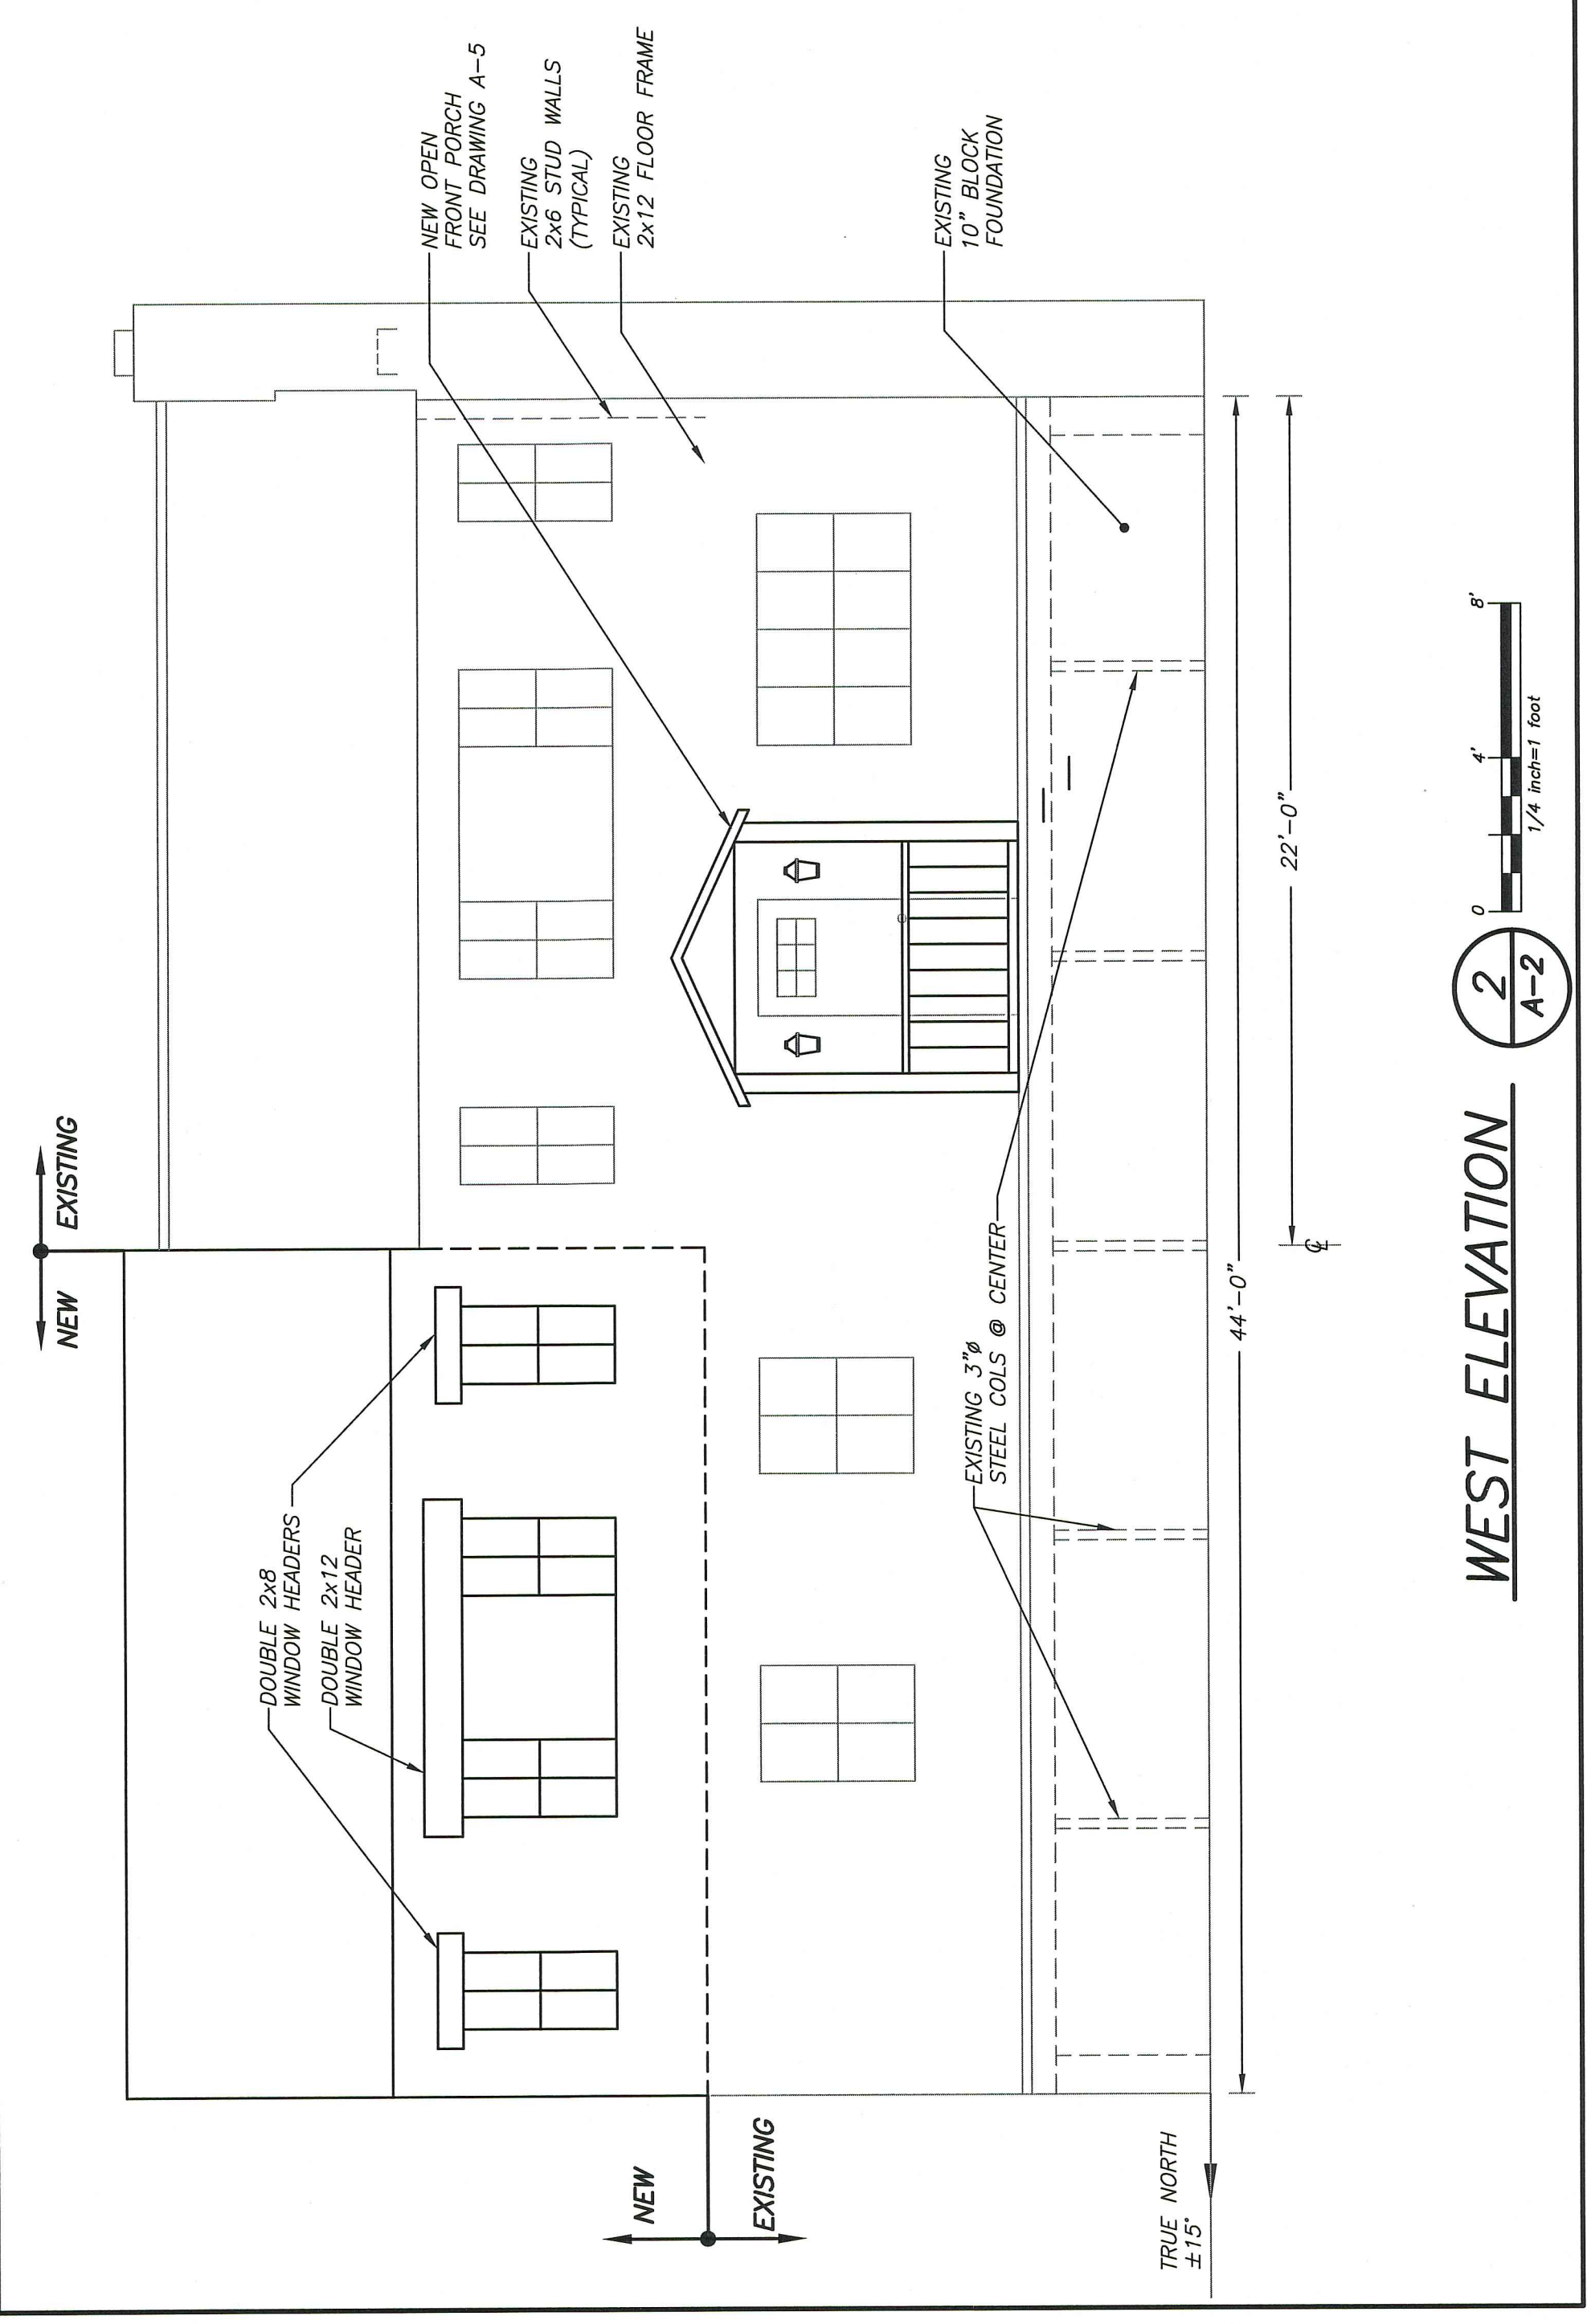 NEW
EXISTING
DOUBLE 2x8
WINDOW HEADERS
DOUBLE 2x12
WINDOW HEADER
NEW OPEN
FRONT PORCH
SEE DRAWING A-5
EXISTING
2x6 STUD WALLS
(TYPICAL)
EXISTING
2x12 FLOOR FRAME
NEW
EXISTING
EXISTING
10" BLOCK
FOUNDATION
EXISTING 3"ø
STEEL COLS @ CENTER
TRUE NORTH
±15°
44'-0"
22'-0"
℄
WEST ELEVATION
2
A-2
0
4'
8'
1/4 inch=1 foot